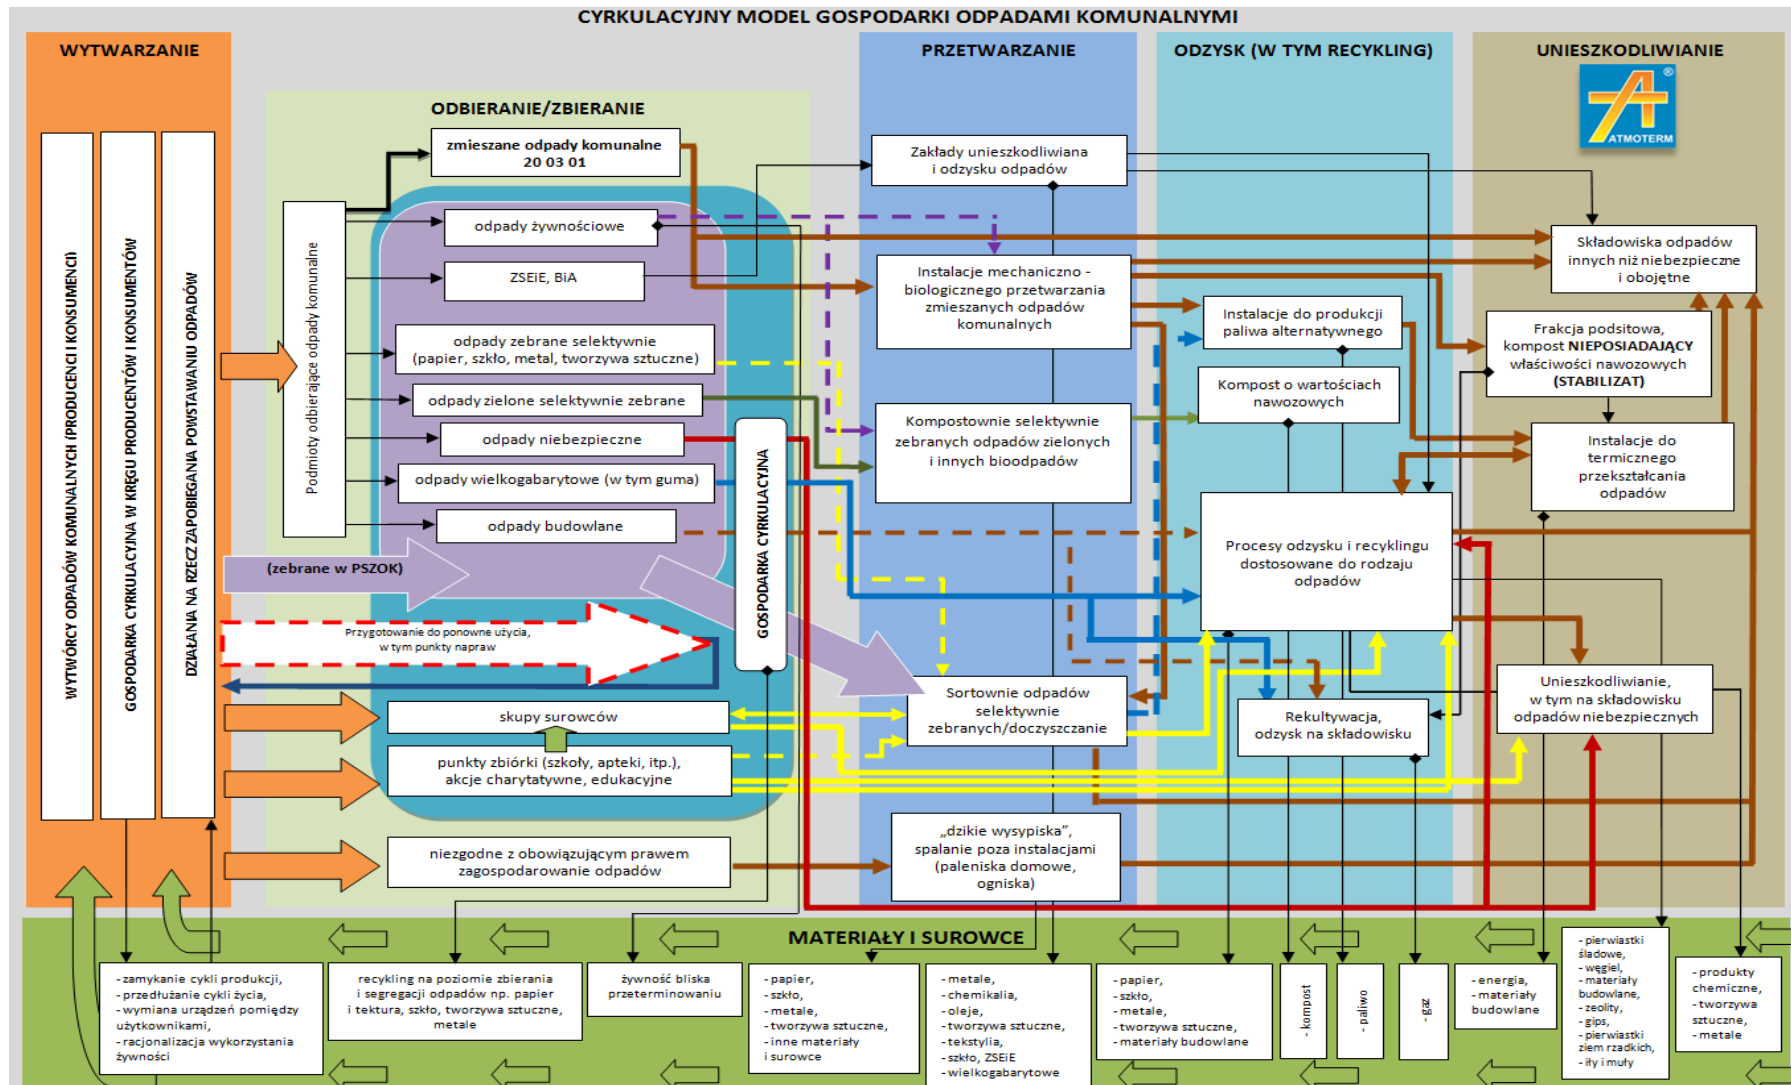 CYRKULACYJNY MODEL GOSPODARKI ODPADAMI KOMUNALNYMI
WYTWARZANIE
WYTWÓRCY ODPADÓW KOMUNALNYCH (PRODUCENCI I KONSUMENCI)
GOSPODARKA CYRKULACYJNA W KRĘGU PRODUCENTÓW I KONSUMENTÓW
DZIAŁANIA NA RZECZ ZAPOBIEGANIA POWSTAWANIU ODPADÓW
ODBIERANIE/ZBIERANIE
Podmioty odbierające odpady komunalne
zmieszane odpady komunalne
20 03 01
odpady żywnościowe
ZSEiE, BiA
odpady zebrane selektywnie
(papier, szkło, metal, tworzywa sztuczne)
odpady zielone selektywnie zebrane
odpady niebezpieczne
odpady wielkogabarytowe (w tym guma)
odpady budowlane
(zebrane w PSZOK)
Przygotowanie do ponowne użycia,
w tym punkty napraw
GOSPODARKA CYRKULACYJNA
skupy surowców
punkty zbiórki (szkoły, apteki, itp.),
akcje charytatywne, edukacyjne
niezgodne z obowiązującym prawem
zagospodarowanie odpadów
PRZETWARZANIE
Zakłady unieszkodliwiana
i odzysku odpadów
Instalacje mechaniczno -
biologicznego przetwarzania
zmieszanych odpadów
komunalnych
Kompostownie selektywnie
zebranych odpadów zielonych
i innych bioodpadów
Sortownie odpadów
selektywnie
zebranych/doczyszczanie
„dzikie wysypiska”,
spalanie poza instalacjami
(paleniska domowe,
ogniska)
ODZYSK (W TYM RECYKLING)
Instalacje do produkcji
paliwa alternatywnego
Kompost o wartościach
nawozowych
Procesy odzysku i recyklingu
dostosowane do rodzaju
odpadów
Rekultywacja,
odzysk na składowisku
UNIESZKODLIWIANIE
®
ATMOTERM
Składowiska odpadów
innych niż niebezpieczne
i obojętne
Frakcja podsitowa,
kompost NIEPOSIADAJĄCY
właściwości nawozowych
(STABILIZAT)
Instalacje do
termicznego
przekształcania
odpadów
Unieszkodliwianie,
w tym na składowisku
odpadów niebezpiecznych
MATERIAŁY I SUROWCE
- zamykanie cykli produkcji,
- przedłużanie cykli życia,
- wymiana urządzeń pomiędzy
użytkownikami,
- racjonalizacja wykorzystania
żywności
recykling na poziomie zbierania
i segregacji odpadów np. papier
i tektura, szkło, tworzywa sztuczne,
metale
żywność bliska
przeterminowaniu
- papier,
- szkło,
- metale,
- tworzywa sztuczne,
- inne materiały
i surowce
- metale,
- chemikalia,
- oleje,
- tworzywa sztuczne,
- tekstylia,
- szkło, ZSEiE
- wielkogabarytowe
- papier,
- szkło,
- metale,
- tworzywa sztuczne,
- materiały budowlane
- kompost
- paliwo
- gaz
- energia,
- materiały
budowlane
- pierwiastki
śladowe,
- węgiel,
- materiały
budowlane,
- zeolity,
- gips,
- pierwiastki
ziem rzadkich,
- iły i muły
- produkty
chemiczne,
- tworzywa
sztuczne,
- metale